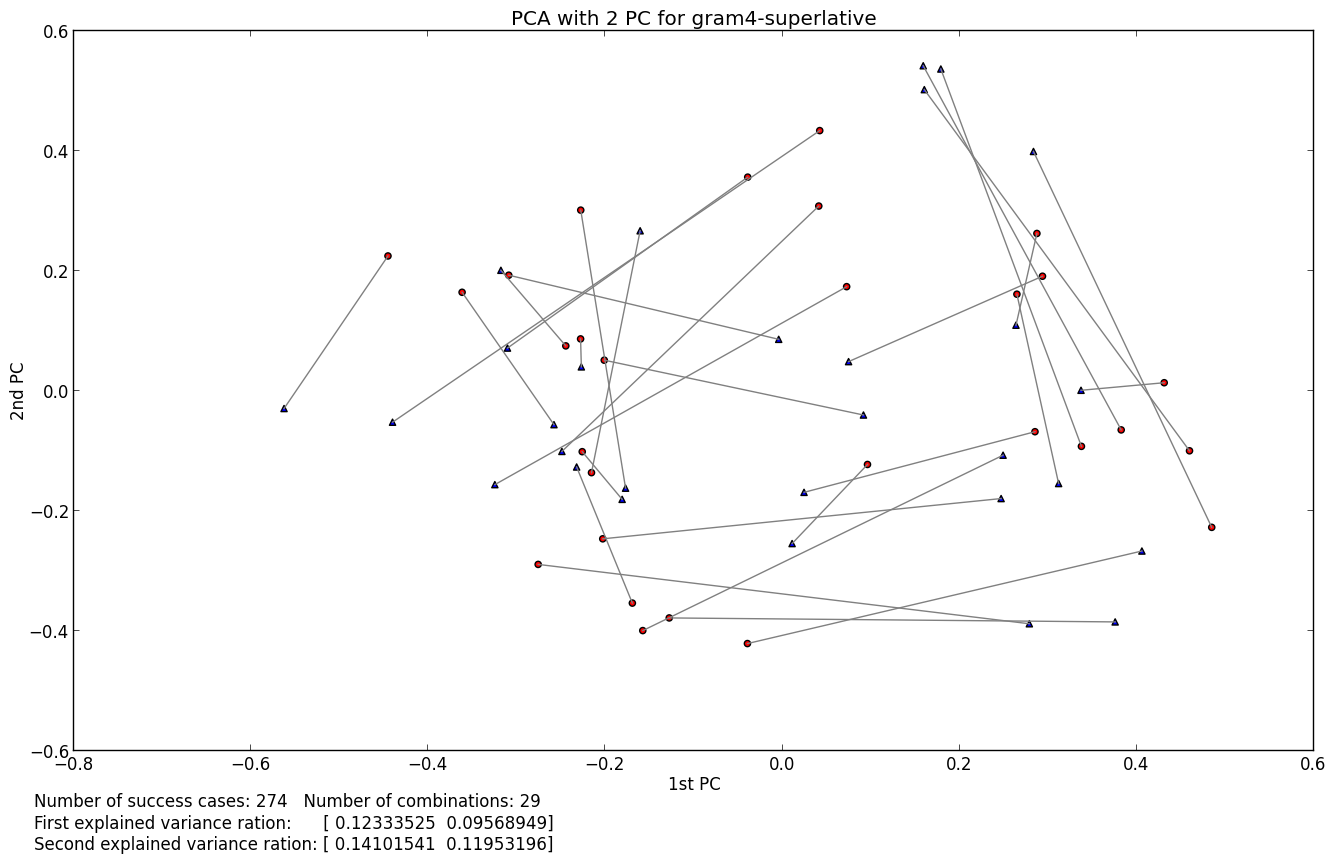 PCA with 2 PC for gram4-superlative
0.6
0.4
0.2
0.0
−0.2
−0.4
−0.6
2nd PC
−0.8 −0.6 −0.4 −0.2 0.0 0.2 0.4 0.6
1st PC
Number of success cases: 274 Number of combinations: 29
First explained variance ration: [ 0.12333525 0.09568949]
Second explained variance ration: [ 0.14101541 0.11953196]